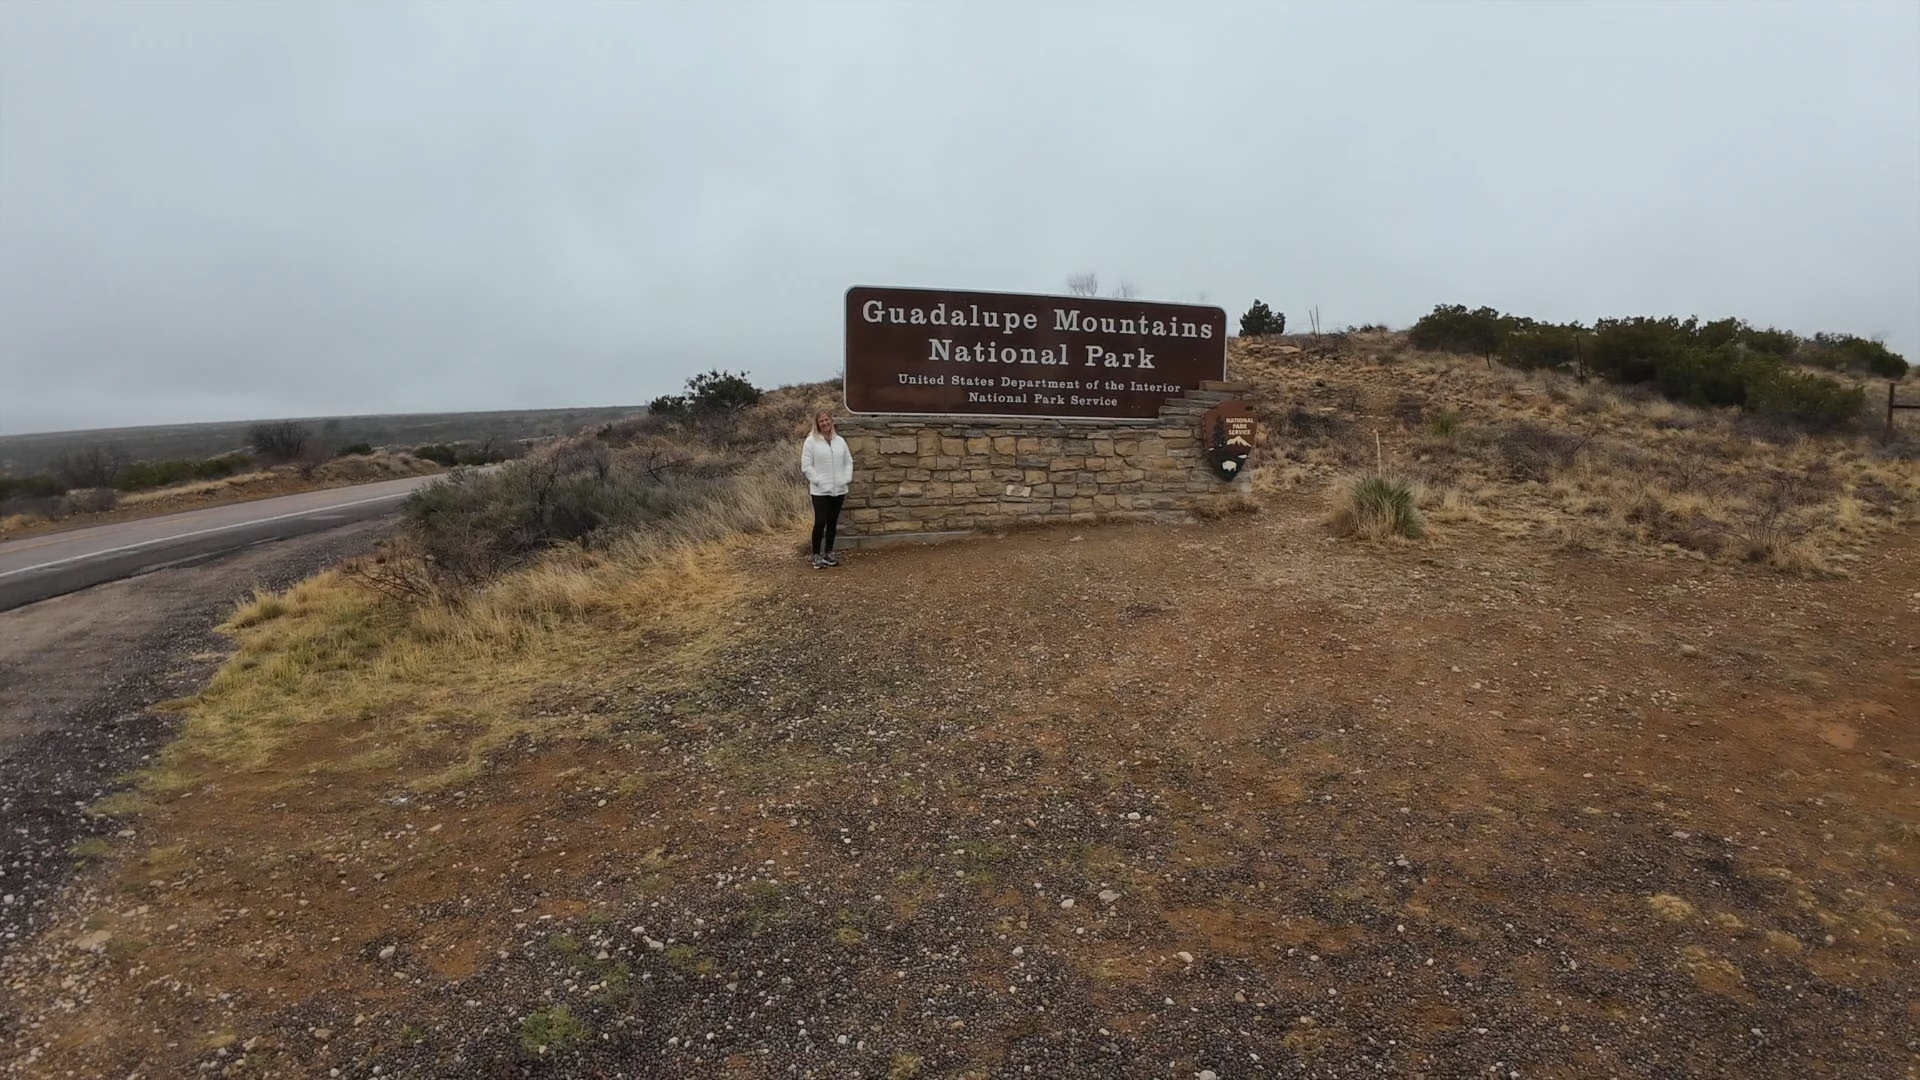 Guadalupe Mountains
National Park
United States Department of the Interior
National Park Service
NATIONAL
PARK
SERVICE